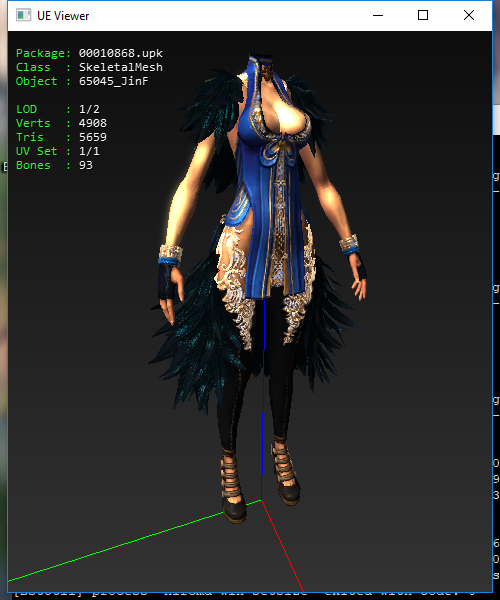 UE Viewer
Package: 00010868.upk
Class : SkeletalMesh
Object : 65045_JinF
LOD : 1/2
Verts : 4908
Tris : 5659
UV Set : 1/1
Bones : 93